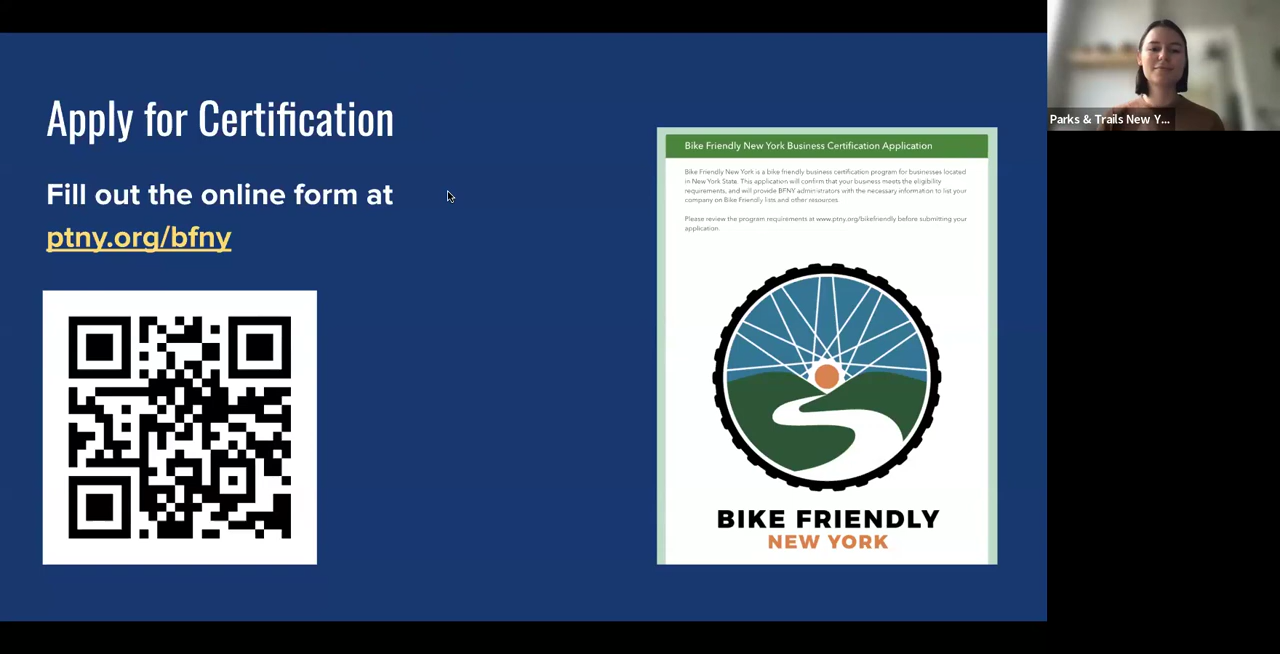 Apply for Certification
Fill out the online form at
ptny.org/bfny
Bike Friendly New York Business Certification Application
Bike Friendly New York is a bike friendly business certification program for businesses located
in New York State. This application will confirm that your business meets the eligibility
requirements, and will provide BFNY administrators with the necessary information to list your
company on Bike Friendly lists and other resources.
Please review the program requirements at www.ptny.org/bikefriendly before submitting your
application.
BIKE FRIENDLY
NEW YORK
Parks & Trails New Y...